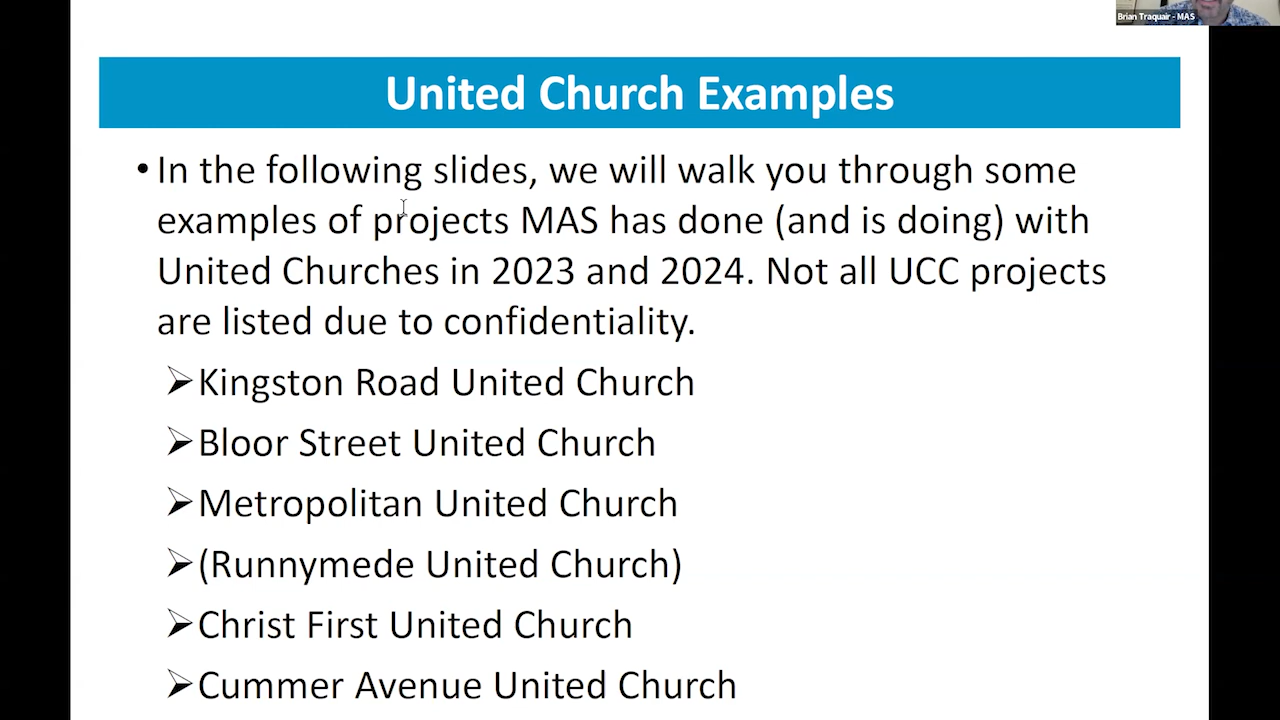 Brian Traquair - MAS
United Church Examples
• In the following slides, we will walk you through some
examples of projects MAS has done (and is doing) with
United Churches in 2023 and 2024. Not all UCC projects
are listed due to confidentiality.
➢Kingston Road United Church
➢Bloor Street United Church
➢Metropolitan United Church
➢(Runnymede United Church)
➢Christ First United Church
➢Cummer Avenue United Church